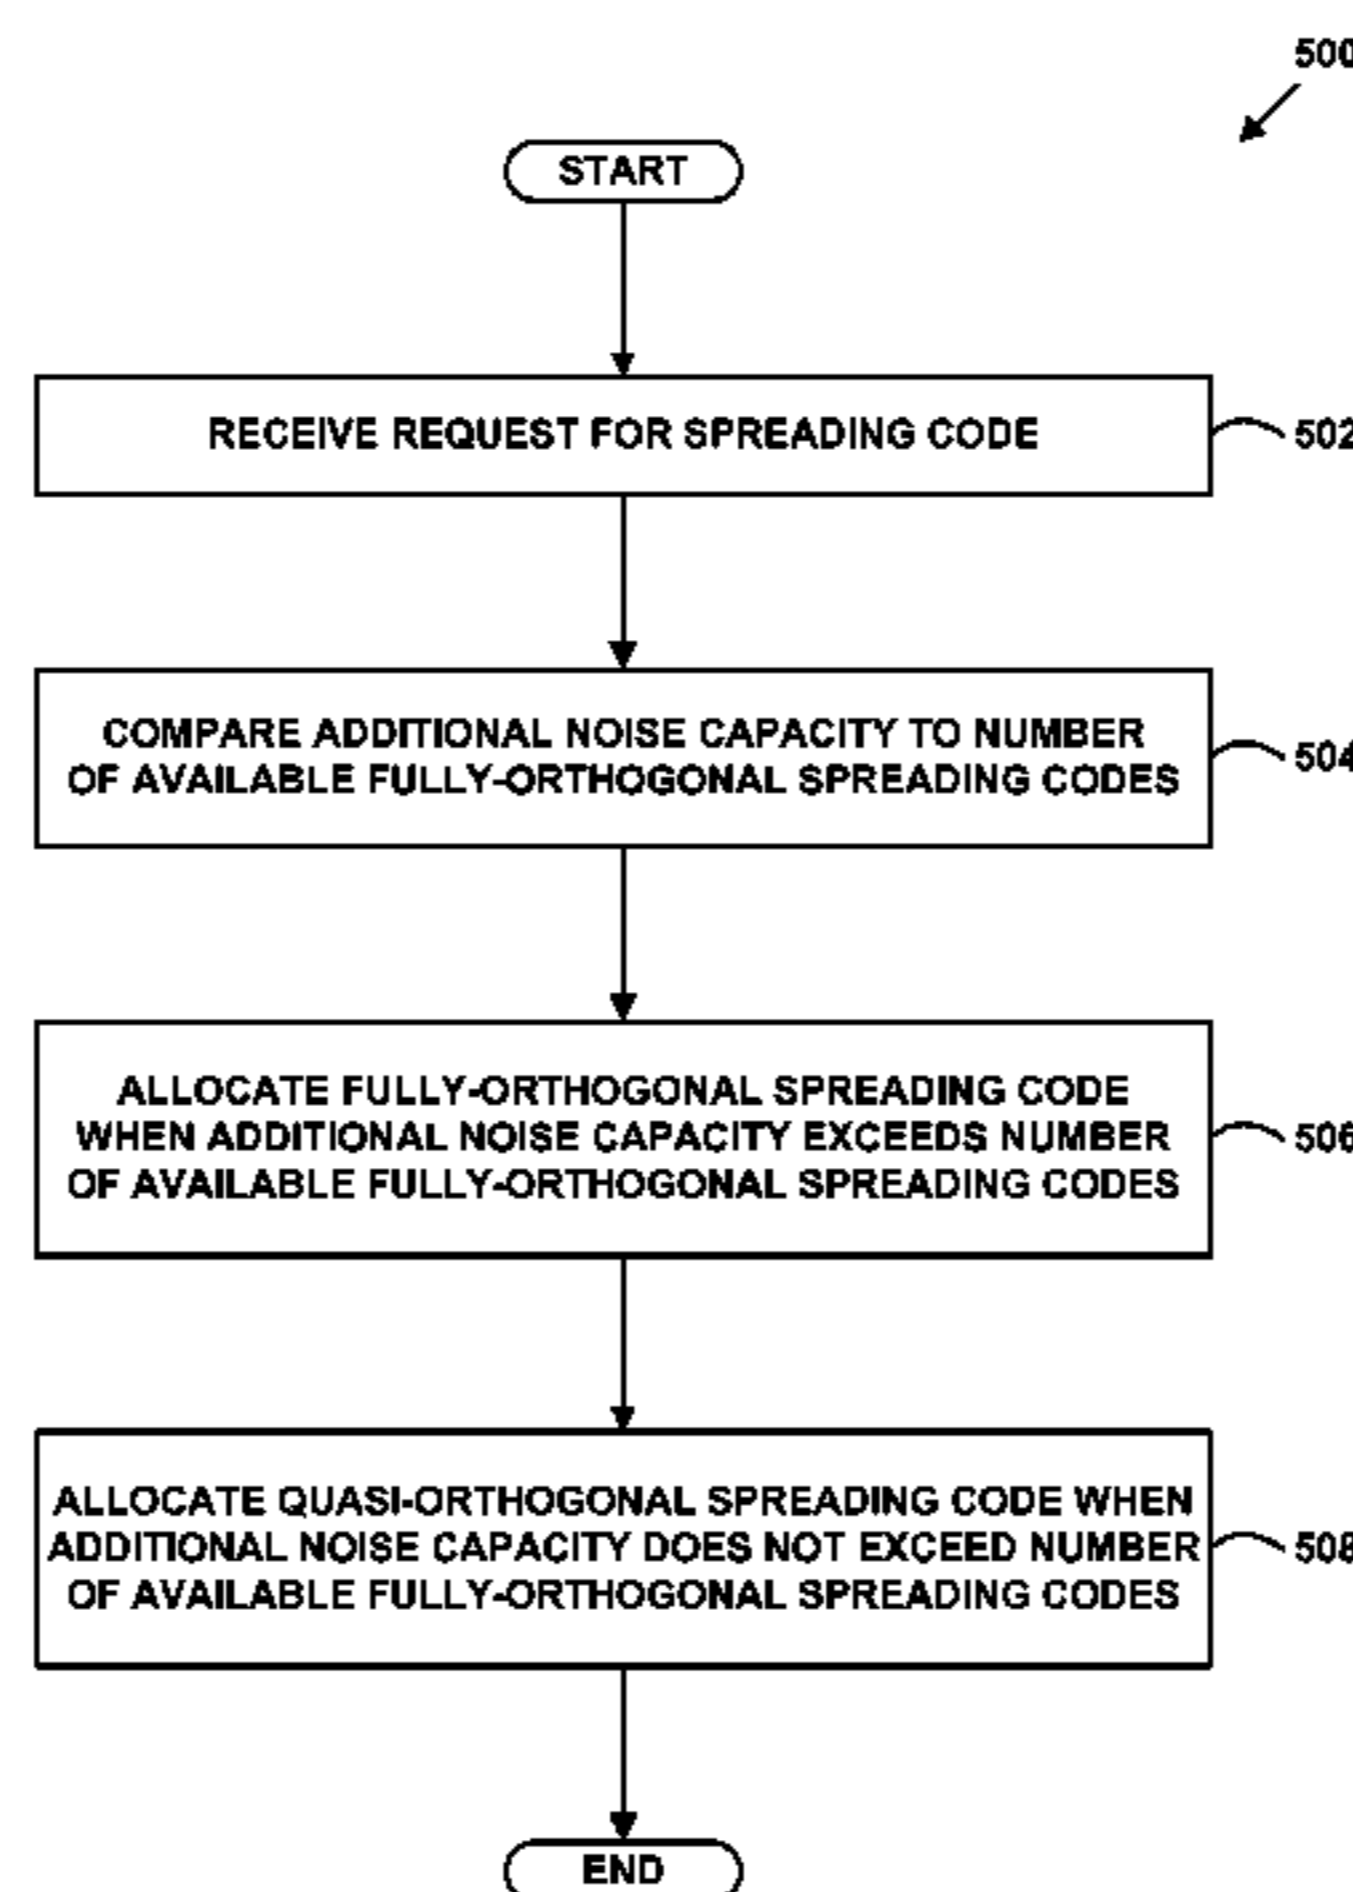 500
START
RECEIVE REQUEST FOR SPREADING CODE
502
COMPARE ADDITIONAL NOISE CAPACITY TO NUMBER
OF AVAILABLE FULLY-ORTHOGONAL SPREADING CODES
504
ALLOCATE FULLY-ORTHOGONAL SPREADING CODE
WHEN ADDITIONAL NOISE CAPACITY EXCEEDS NUMBER
OF AVAILABLE FULLY-ORTHOGONAL SPREADING CODES
506
ALLOCATE QUASI-ORTHOGONAL SPREADING CODE WHEN
ADDITIONAL NOISE CAPACITY DOES NOT EXCEED NUMBER
OF AVAILABLE FULLY-ORTHOGONAL SPREADING CODES
508
END